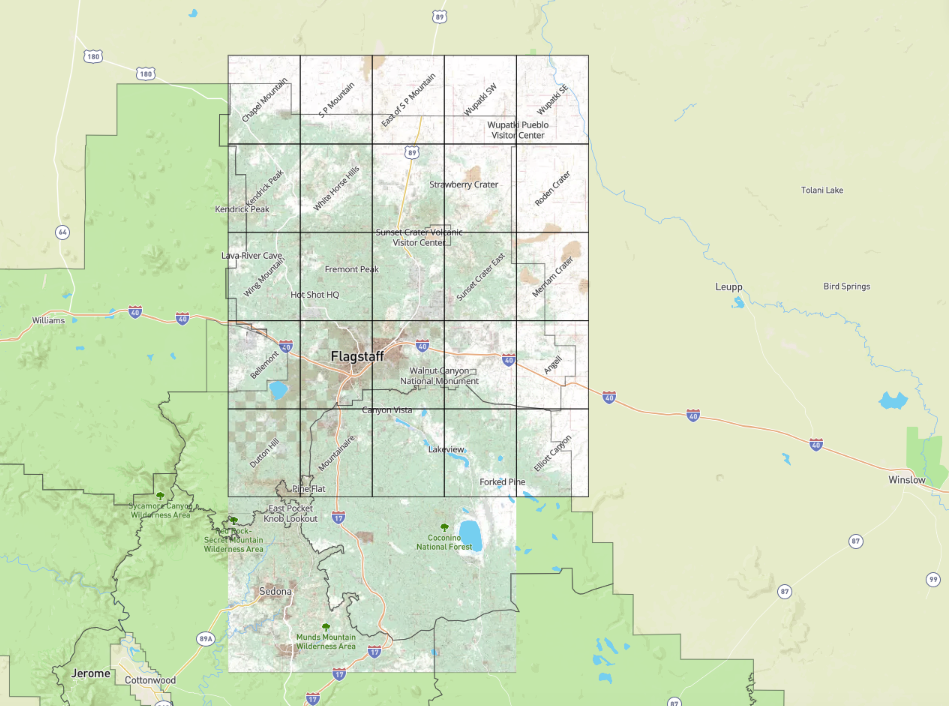 89
180
180
Chapel Mountain
S P Mountain
East of S P Mountain
Wupatki SW
Wupatki SE
Wupatki Pueblo
Visitor Center
89
Kendrick Peak
White Horse Hills
Strawberry Crater
Roden Crater
Tolani Lake
Kendrick Peak
64
Sunset Crater Volcanic
Visitor Center
Lava-River Cave
Wing Mountain
Fremont Peak
Sunset Crater East
Merriam Crater
Hot Shot HQ
Leupp
Bird Springs
Williams
40
40
40
Flagstaff
40
40
Bellemont
Walnut Canyon
National Monument
Angell
40
40
40
Canyon Vista
Dutton Hill
Mountainaire
Lakeview
Elliott Canyon
Forked Pine
Winslow
Pine Flat
Sycamore Canyon
Wilderness Area
East Pocket
Knob Lookout
17
Secret Mountain
Wilderness Area
Coconino
National Forest
87
99
87
Sedona
89A
Munds Mountain
Wilderness Area
17
Jerome
Cottonwood
17
17
87